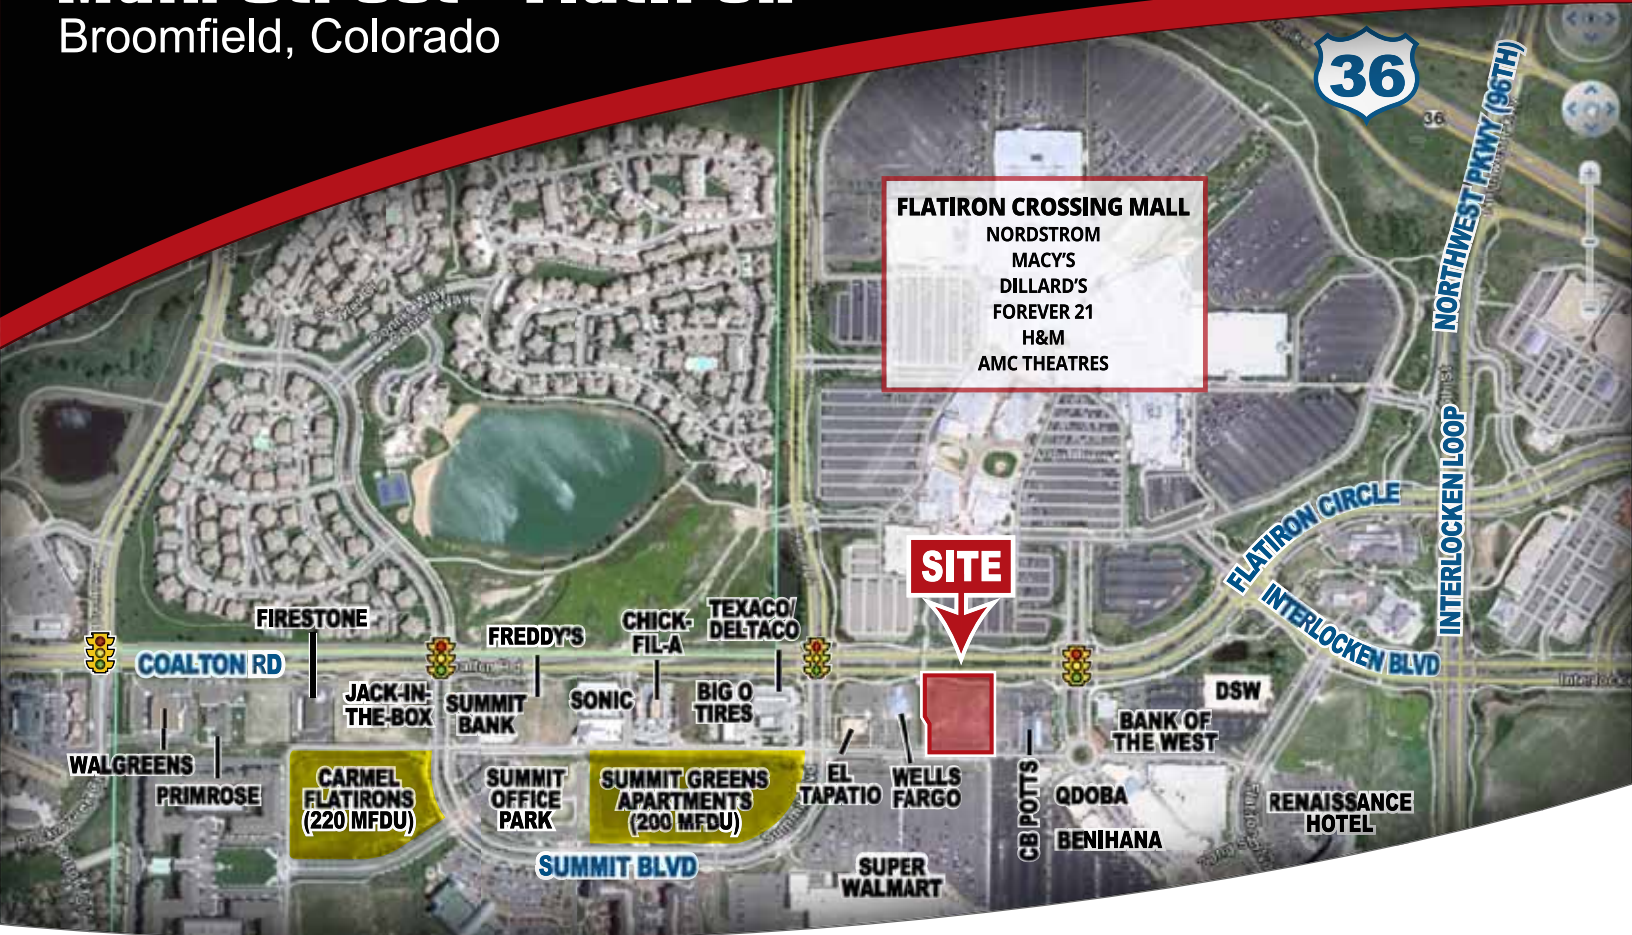 Broomfield, Colorado
36
36
NORTHWEST PKWY (96TH)
FLATIRON CROSSING MALL
NORDSTROM
MACY'S
DILLARD'S
FOREVER 21
H&M
AMC THEATRES
INTERLOCKEN LOOP
FLATIRON CIRCLE
INTERLOCKEN BLVD
SITE
COALTON RD
FIRESTONE
FREDDY'S
CHICK-
FIL-A
TEXACO/
DELTACO
JACK-IN-
THE-BOX
SUMMIT
BANK
SONIC
BIG O
TIRES
DSW
BANK OF
THE WEST
WALGREENS
PRIMROSE
CARMEL
FLATIRONS
(220 MFDU)
SUMMIT
OFFICE
PARK
SUMMIT GREENS
APARTMENTS
(200 MFDU)
EL
TAPATIO
WELLS
FARGO
CB POTTS
QDOBA
BENIHANA
RENAISSANCE
HOTEL
SUMMIT BLVD
SUPER
WALMART